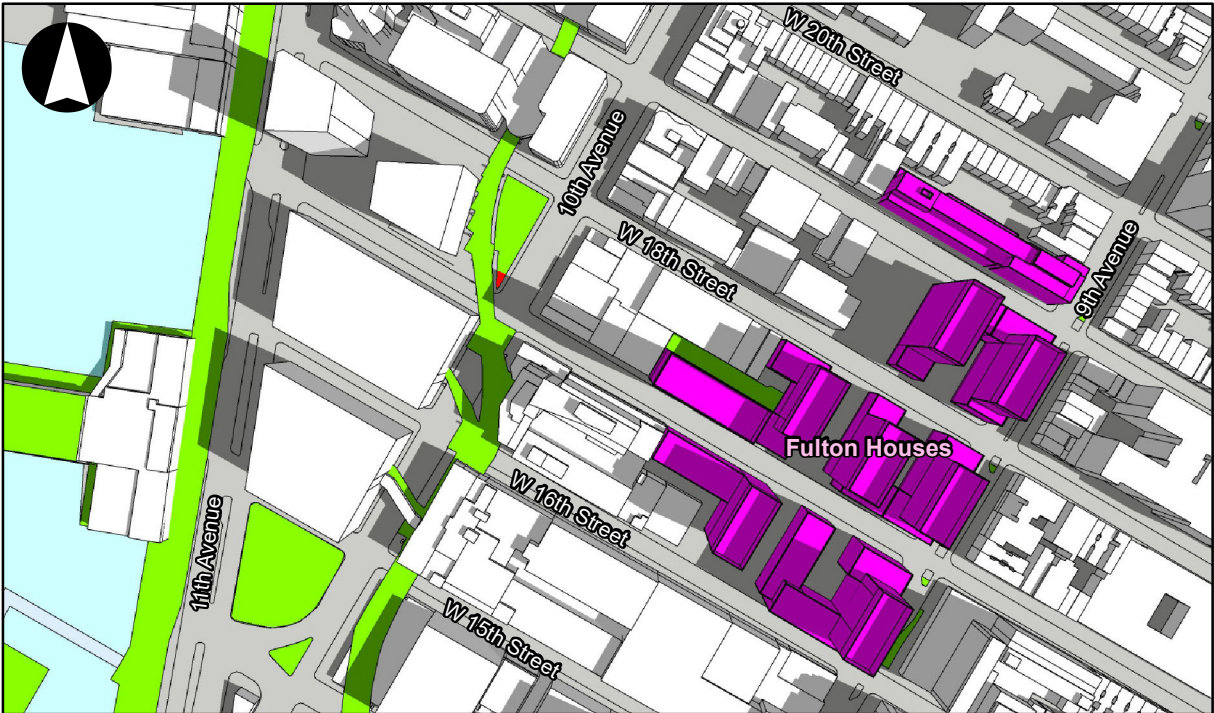 W 20th Street
10th Avenue
W 18th Street
9th Avenue
Fulton Houses
W 16th Street
11th Avenue
W 15th Street